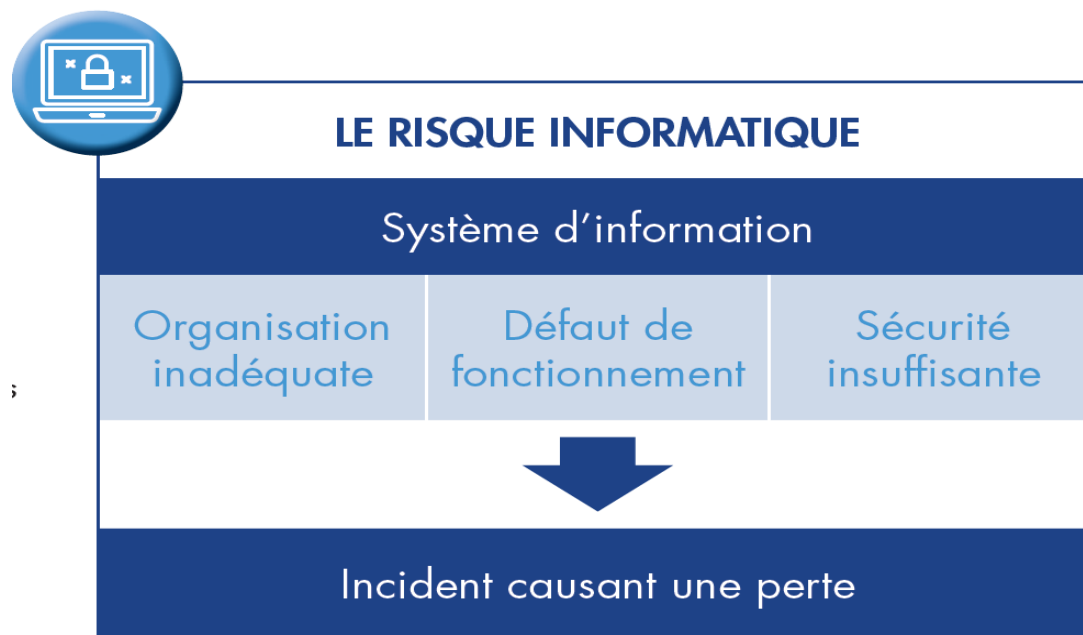 LE RISQUE INFORMATIQUE
Système d’information
Organisation
inadéquate
Défaut de
fonctionnement
Sécurité
insuffisante
s
Incident causant une perte